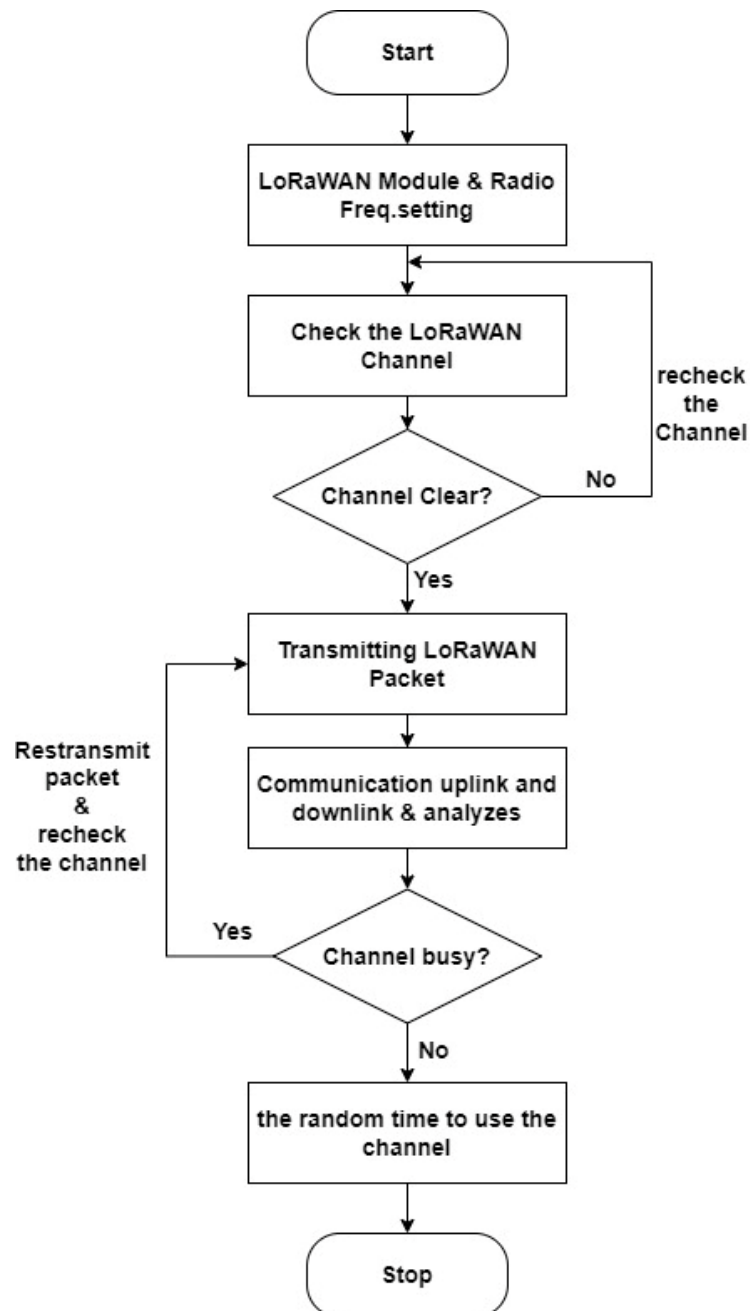 Start
LoRaWAN Module & Radio
Freq.setting
Check the LoRaWAN
Channel
recheck
the
Channel
Channel Clear?
No
Yes
Transmitting LoRaWAN
Packet
Restransmit
packet
&
recheck
the channel
Communication uplink and
downlink & analyzes
Yes
Channel busy?
No
the random time to use the
channel
Stop